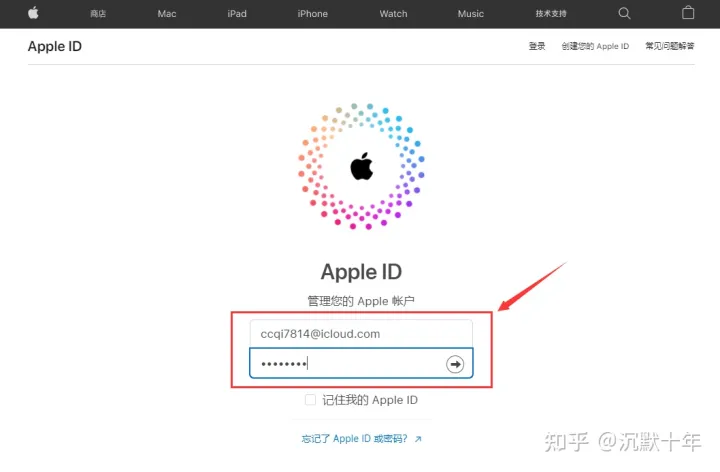 商店 Mac iPad iPhone Watch Music 技术支持
Apple ID 登录 创建您的 Apple ID 常见问题解答
Apple ID
管理您的 Apple 帐户
ccqi7814@icloud.com
••••••••
记住我的 Apple ID
忘记了 Apple ID 或密码? ↗
知乎 @沉默十年